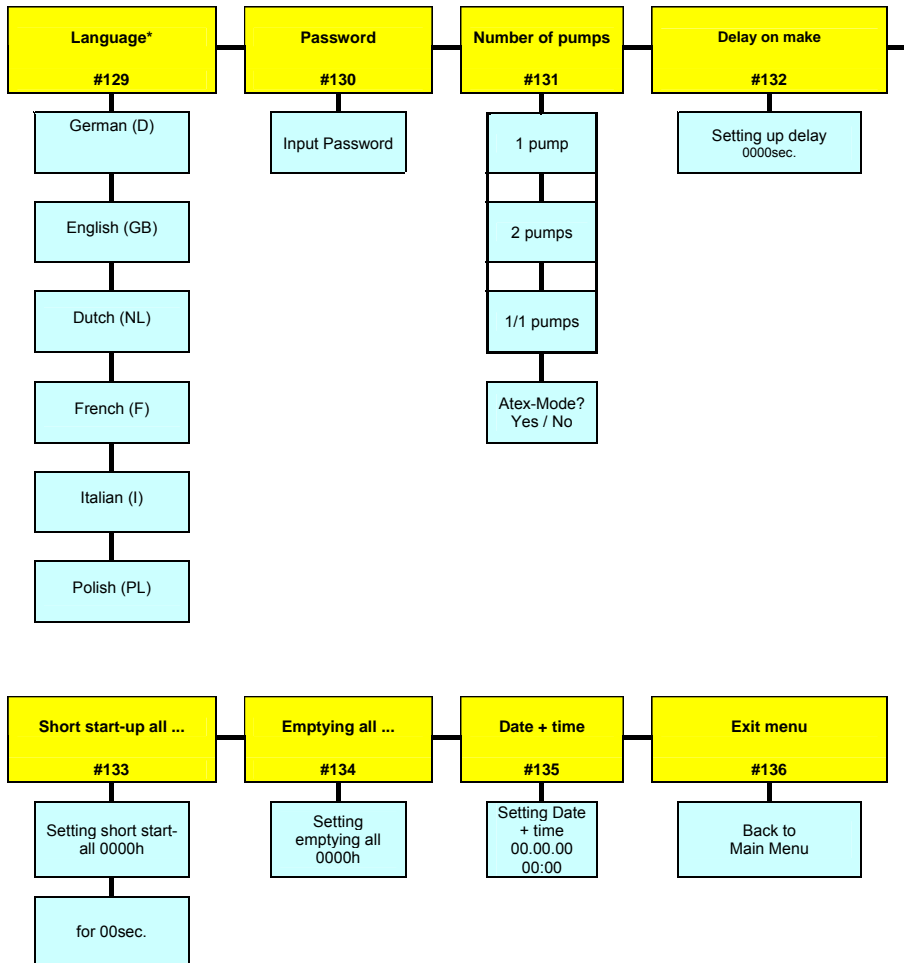 Language*
#129
German (D)
English (GB)
Dutch (NL)
French (F)
Italian (I)
Polish (PL)
Password
#130
Input Password
Number of pumps
#131
1 pump
2 pumps
1/1 pumps
Atex-Mode?
Yes / No
Delay on make
#132
Setting up delay
0000sec.
Short start-up all ...
#133
Setting short start-
all 0000h
for 00sec.
Emptying all ...
#134
Setting
emptying all
0000h
Date + time
#135
Setting Date
+ time
00.00.00
00:00
Exit menu
#136
Back to
Main Menu